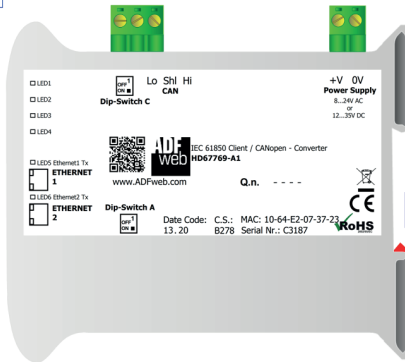 LED1
LED2
LED3
LED4
OFF 1
ON
Dip-Switch C
Lo Shl Hi
CAN
+V 0V
Power Supply
8...24V AC
or
12...35V DC
ADF
web
IEC 61850 Client / CANopen - Converter
HD67769-A1
www.ADFweb.com
Q.n. - - - -
LED5 Ethernet1 Tx
ETHERNET
1
LED6 Ethernet2 Tx
ETHERNET
2
Dip-Switch A
OFF 1
ON
Date Code: C.S.: MAC: 10-64-E2-07-37-23
13.20 B278 Serial Nr.: C3187
CE
RoHS